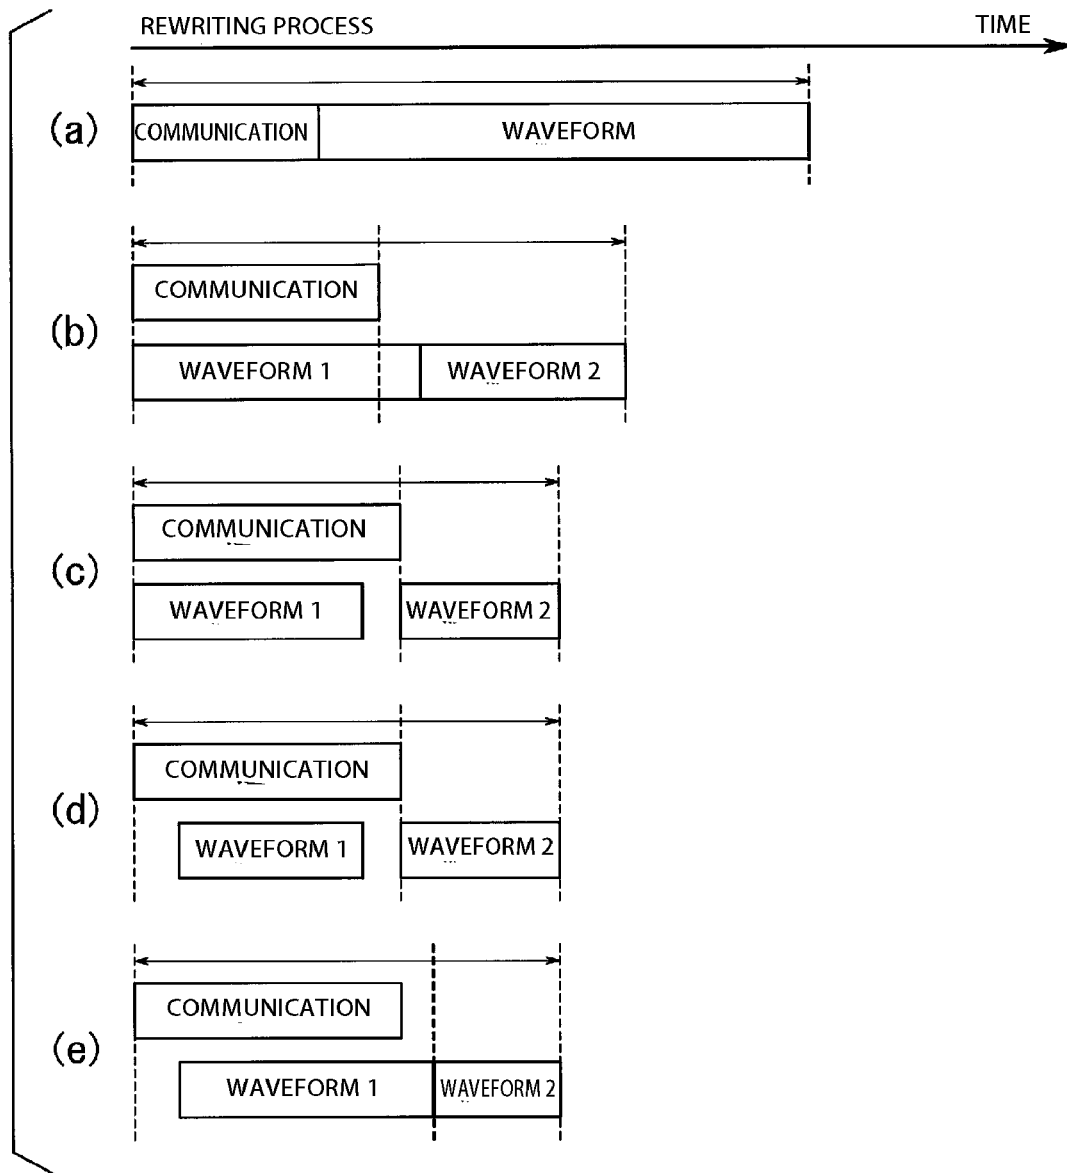 REWRITING PROCESS TIME
(a) COMMUNICATION WAVEFORM
COMMUNICATION
(b)
WAVEFORM 1 WAVEFORM 2
COMMUNICATION
(c)
WAVEFORM 1 WAVEFORM 2
COMMUNICATION
(d)
WAVEFORM 1 WAVEFORM 2
COMMUNICATION
(e)
WAVEFORM 1 WAVEFORM 2